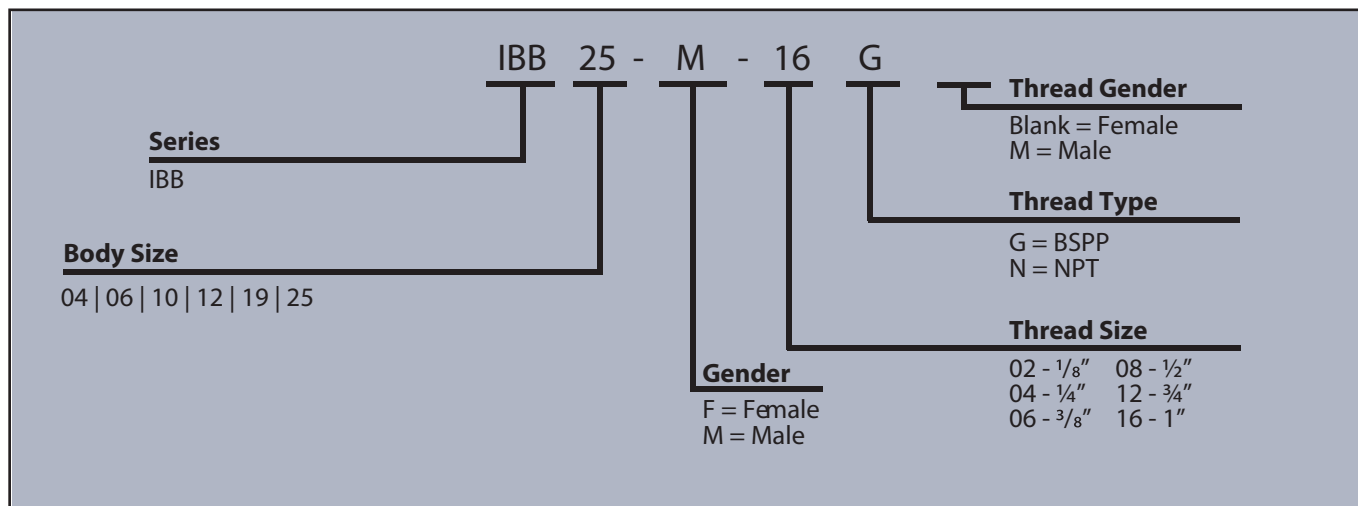 IBB 25 - M - 16 G
Thread Gender
Blank = Female
M = Male
Series
IBB
Thread Type
G = BSPP
N = NPT
Body Size
04 | 06 | 10 | 12 | 19 | 25
Thread Size
02 - 1/8" 08 - ½"
04 - ¼" 12 - ¾"
06 - 3/8" 16 - 1"
Gender
F = Female
M = Male